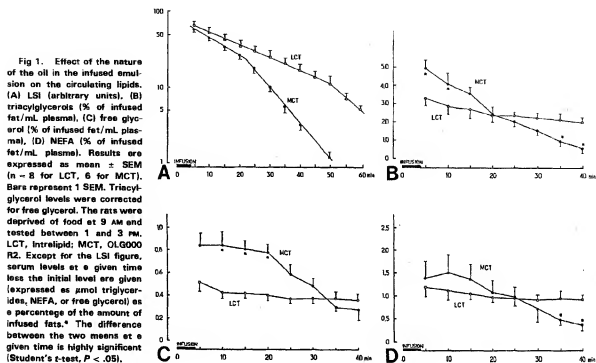 Fig 1. Effect of the nature
of the oil in the infused emul-
sion on the circulating lipids.
(A) LSI (arbitrary units), (B)
triacylglycerols (% of infused
fat/mL plasma), (C) free glyc-
erol (% of infused fat/mL plas-
ma), (D) NEFA (% of infused
fat/mL plasma). Results are
expressed as mean ± SEM
(n = 8 for LCT, 6 for MCT).
Bars represent 1 SEM. Triacyl-
glycerol levels were corrected
for free glycerol. The rats were
deprived of food at 9 AM and
tested between 1 and 3 PM.
LCT, Intrelipid; MCT, OLG000
R2. Except for the LSI figure,
serum levels at e given time
less the initial level ere given
(expressed as µmol triglycer-
ides, NEFA, or free glycerol) es
e percentege of the amount of
infused fats.* The difference
between the two meens et e
given time is highly significent
(Student's t-test, P < .05).
100
50
10
5
1
LCT
MCT
INFUSION
A 0 10 20 30 40 50 60 min
50
40
30
20
10
0
MCT
LCT
INFUSION
B 0 10 20 30 40 min
1.0
0.8
0.6
0.4
0.2
0
MCT
LCT
INFUSION
C 0 10 20 30 40 min
2.5
2.0
1.5
1.0
0.5
0
MCT
LCT
INFUSION
D 0 10 20 30 40 min